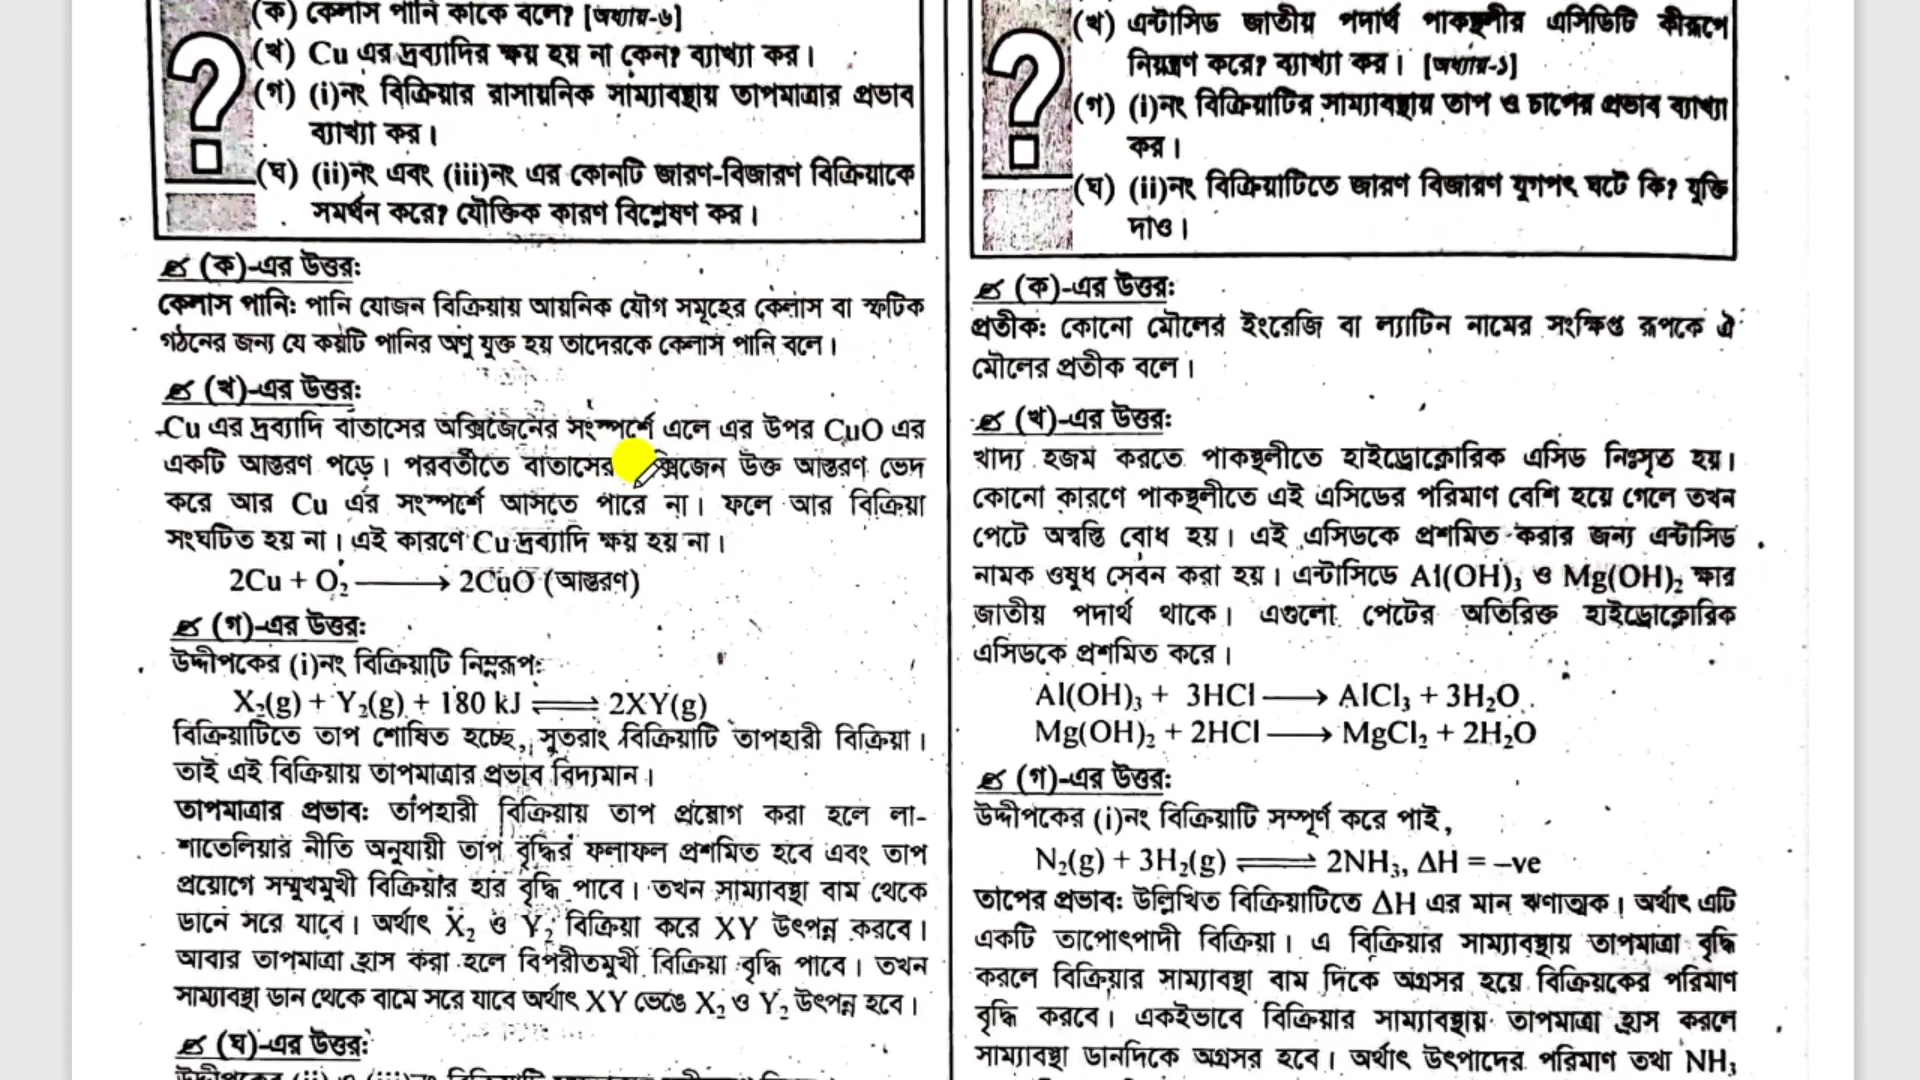 (ক) কেলাস পানি কাকে বলে? [অধ্যায়-৬]
(খ) Cu এর দ্রব্যাদির ক্ষয় হয় না কেন? ব্যাখ্যা কর।
(গ) (i)নং বিক্রিয়ার রাসায়নিক সাম্যাবস্থায় তাপমাত্রার প্রভাব
ব্যাখ্যা কর।
(ঘ) (ii)নং এবং (iii)নং এর কোনটি জারণ-বিজারণ বিক্রিয়াকে
সমর্থন করে? যৌক্তিক কারণ বিশ্লেষণ কর।
(ক)-এর উত্তর:
কেলাস পানি: পানি যোজন বিক্রিয়ায় আয়নিক যৌগ সমূহের কেলাস বা স্ফটিক
গঠনের জন্য যে কয়টি পানির অণু যুক্ত হয় তাদেরকে কেলাস পানি বলে।
(খ)-এর উত্তর:
Cu এর দ্রব্যাদি বাতাসের অক্সিজেনের সংস্পর্শে এলে এর উপর CuO এর
একটি আস্তরণ পড়ে। পরবর্তীতে বাতাসের উক্ত আস্তরণ ভেদ
করে আর Cu এর সংস্পর্শে আসতে পারে না। ফলে আর বিক্রিয়া
সংঘটিত হয় না। এই কারণে Cu দ্রব্যাদি ক্ষয় হয় না।
2Cu + O₂ ⟶ 2CuO (আস্তরণ)
(গ)-এর উত্তর:
উদ্দীপকের (i)নং বিক্রিয়াটি নিম্নরূপ:
X₂(g) + Y₂(g) + 180 kJ ⇌ 2XY(g)
বিক্রিয়াটিতে তাপ শোষিত হচ্ছে, সুতরাং বিক্রিয়াটি তাপহারী বিক্রিয়া।
তাই এই বিক্রিয়ায় তাপমাত্রার প্রভাব বিদ্যমান।
তাপমাত্রার প্রভাব: তাপহারী বিক্রিয়ায় তাপ প্রয়োগ করা হলে লা-
শাতেলিয়ার নীতি অনুযায়ী তাপ বৃদ্ধির ফলাফল প্রশমিত হবে এবং তাপ
প্রয়োগে সম্মুখমুখী বিক্রিয়ার হার বৃদ্ধি পাবে। তখন সাম্যাবস্থা বাম থেকে
ডানে সরে যাবে। অর্থাৎ X₂ ও Y₂ বিক্রিয়া করে XY উৎপন্ন করবে।
আবার তাপমাত্রা হ্রাস করা হলে বিপরীতমুখী বিক্রিয়া বৃদ্ধি পাবে। তখন
সাম্যাবস্থা ডান থেকে বামে সরে যাবে অর্থাৎ XY ভেঙে X₂ ও Y₂ উৎপন্ন হবে।
(ঘ)-এর উত্তর:
(খ) এন্টাসিড জাতীয় পদার্থ পাকস্থলীর এসিডিটি কীরূপে
নিয়ন্ত্রণ করে? ব্যাখ্যা কর। [অধ্যায়-১]
(গ) (i)নং বিক্রিয়াটির সাম্যাবস্থায় তাপ ও চাপের প্রভাব ব্যাখ্যা
কর।
(ঘ) (ii)নং বিক্রিয়াটিতে জারণ বিজারণ যুগপৎ ঘটে কি? যুক্তি
দাও।
(ক)-এর উত্তর:
প্রতীক: কোনো মৌলের ইংরেজি বা ল্যাটিন নামের সংক্ষিপ্ত রূপকে ঐ
মৌলের প্রতীক বলে।
(খ)-এর উত্তর:
খাদ্য হজম করতে পাকস্থলীতে হাইড্রোক্লোরিক এসিড নিঃসৃত হয়।
কোনো কারণে পাকস্থলীতে এই এসিডের পরিমাণ বেশি হয়ে গেলে তখন
পেটে অস্বস্তি বোধ হয়। এই এসিডকে প্রশমিত করার জন্য এন্টাসিড
নামক ওষুধ সেবন করা হয়। এন্টাসিডে Al(OH)₃ ও Mg(OH)₂ ক্ষার
জাতীয় পদার্থ থাকে। এগুলো পেটের অতিরিক্ত হাইড্রোক্লোরিক
এসিডকে প্রশমিত করে।
Al(OH)₃ + 3HCl ⟶ AlCl₃ + 3H₂O
Mg(OH)₂ + 2HCl ⟶ MgCl₂ + 2H₂O
(গ)-এর উত্তর:
উদ্দীপকের (i)নং বিক্রিয়াটি সম্পূর্ণ করে পাই,
N₂(g) + 3H₂(g) ⇌ 2NH₃, ΔH = –ve
তাপের প্রভাব: উল্লিখিত বিক্রিয়াটিতে ΔH এর মান ঋণাত্মক। অর্থাৎ এটি
একটি তাপোৎপাদী বিক্রিয়া। এ বিক্রিয়ার সাম্যাবস্থায় তাপমাত্রা বৃদ্ধি
করলে বিক্রিয়ার সাম্যাবস্থা বাম দিকে অগ্রসর হয়ে বিক্রিয়কের পরিমাণ
বৃদ্ধি করবে। একইভাবে বিক্রিয়ার সাম্যাবস্থায় তাপমাত্রা হ্রাস করলে
সাম্যাবস্থা ডানদিকে অগ্রসর হবে। অর্থাৎ উৎপাদের পরিমাণ তথা NH₃